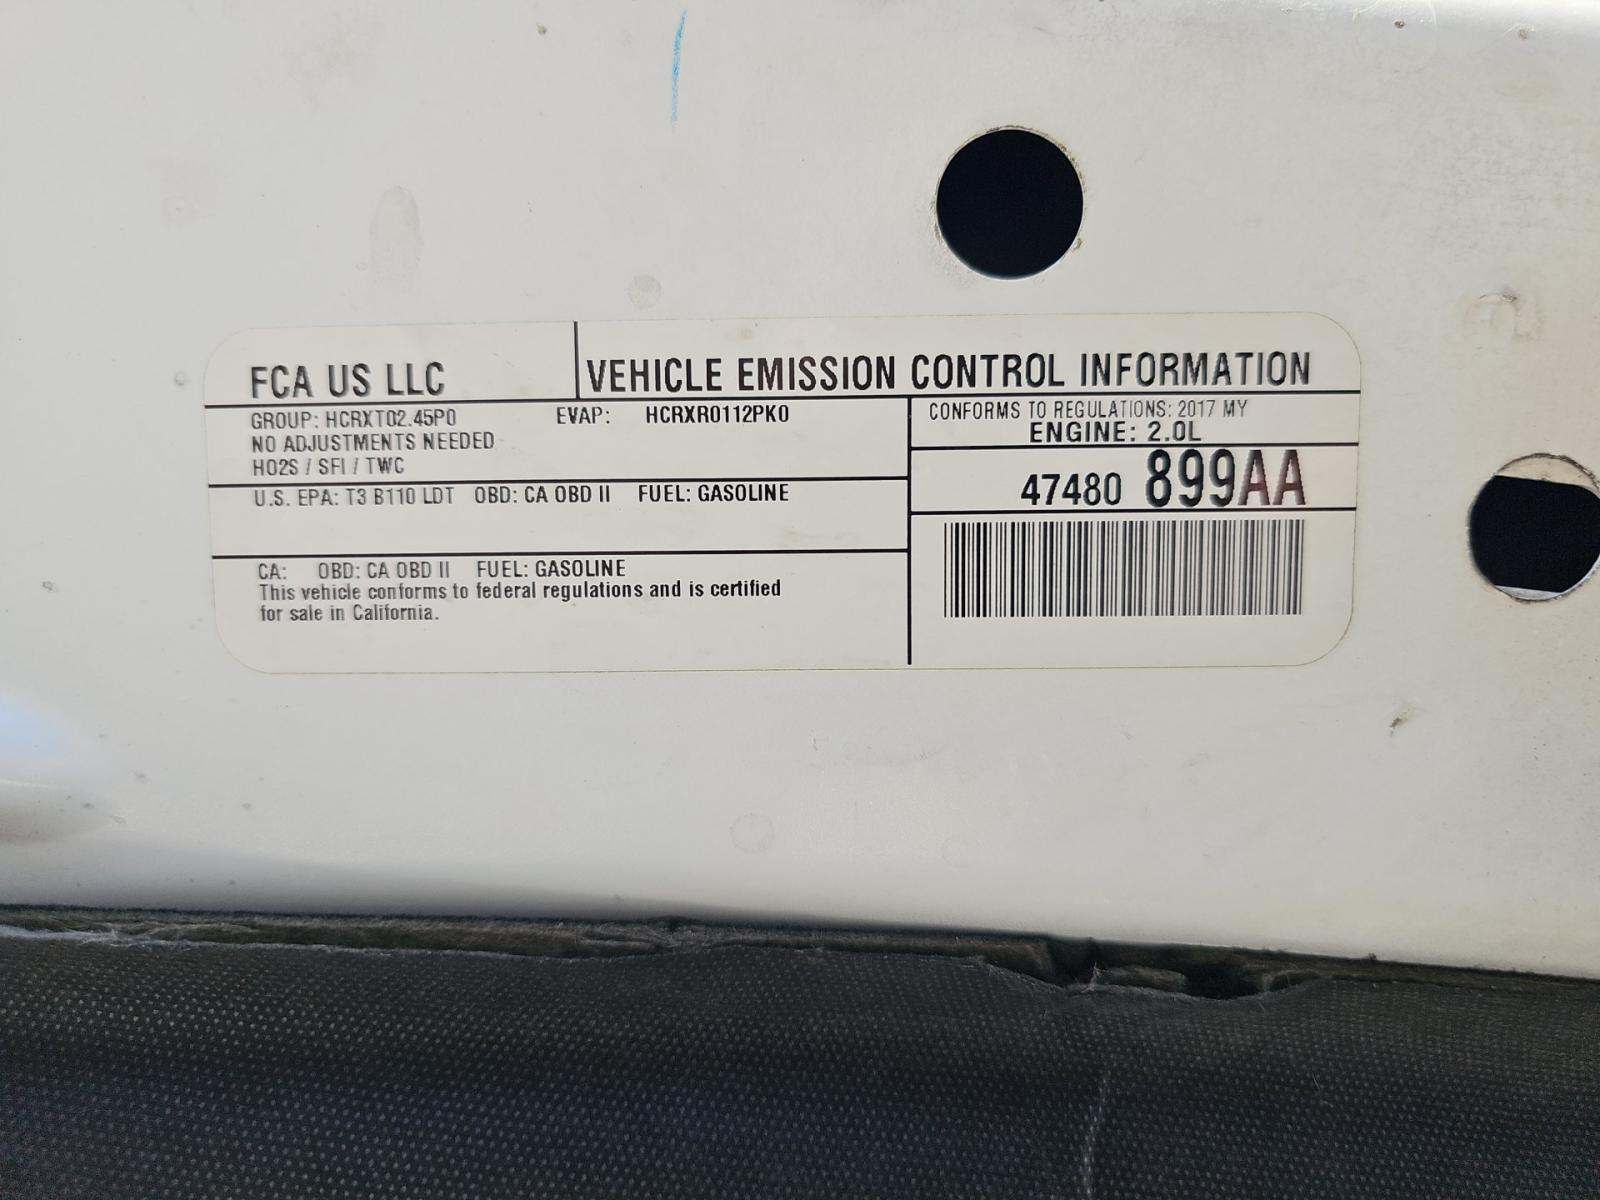 FCA US LLC
VEHICLE EMISSION CONTROL INFORMATION
GROUP: HCRXT02.45P0 EVAP: HCRXR0112PK0
NO ADJUSTMENTS NEEDED
HO2S / SFI / TWC
U.S. EPA: T3 B110 LDT OBD: CA OBD II FUEL: GASOLINE
CA: OBD: CA OBD II FUEL: GASOLINE
This vehicle conforms to federal regulations and is certified
for sale in California.
CONFORMS TO REGULATIONS: 2017 MY
ENGINE: 2.0L
47480 899AA